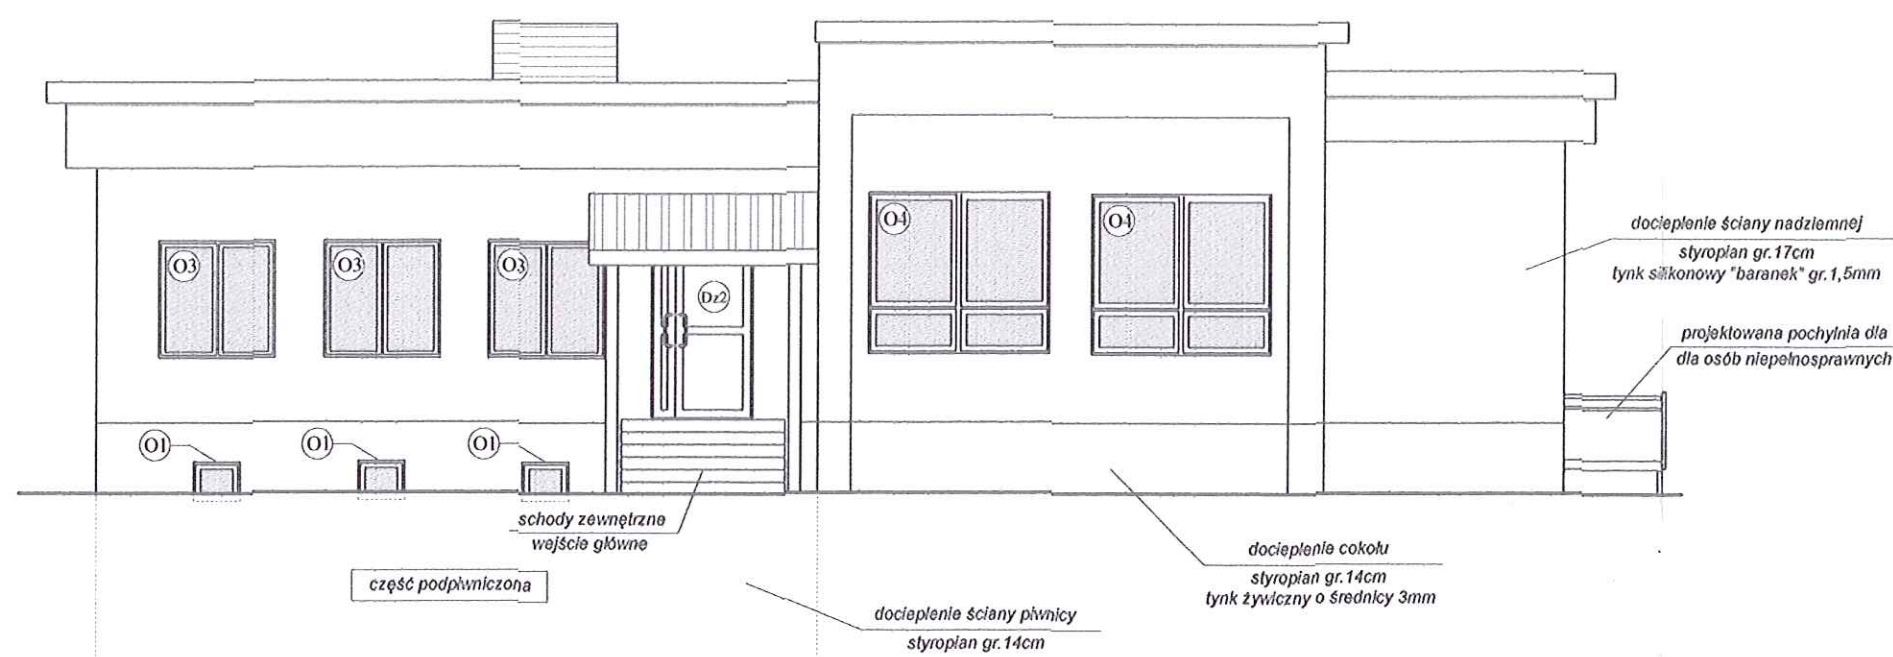 O4
O4
docieplenie ściany nadziemnej
styropian gr.17cm
tynk silikonowy "baranek" gr.1,5mm
O3
O3
O3
Dz2
projektowana pochylnia dla
dla osób niepełnosprawnych
O1
O1
O1
schody zewnętrzne
wejście główne
docieplenie cokołu
styropian gr.14cm
tynk żywiczny o średnicy 3mm
część podpiwniczona
docieplenie ściany piwnicy
styropian gr.14cm